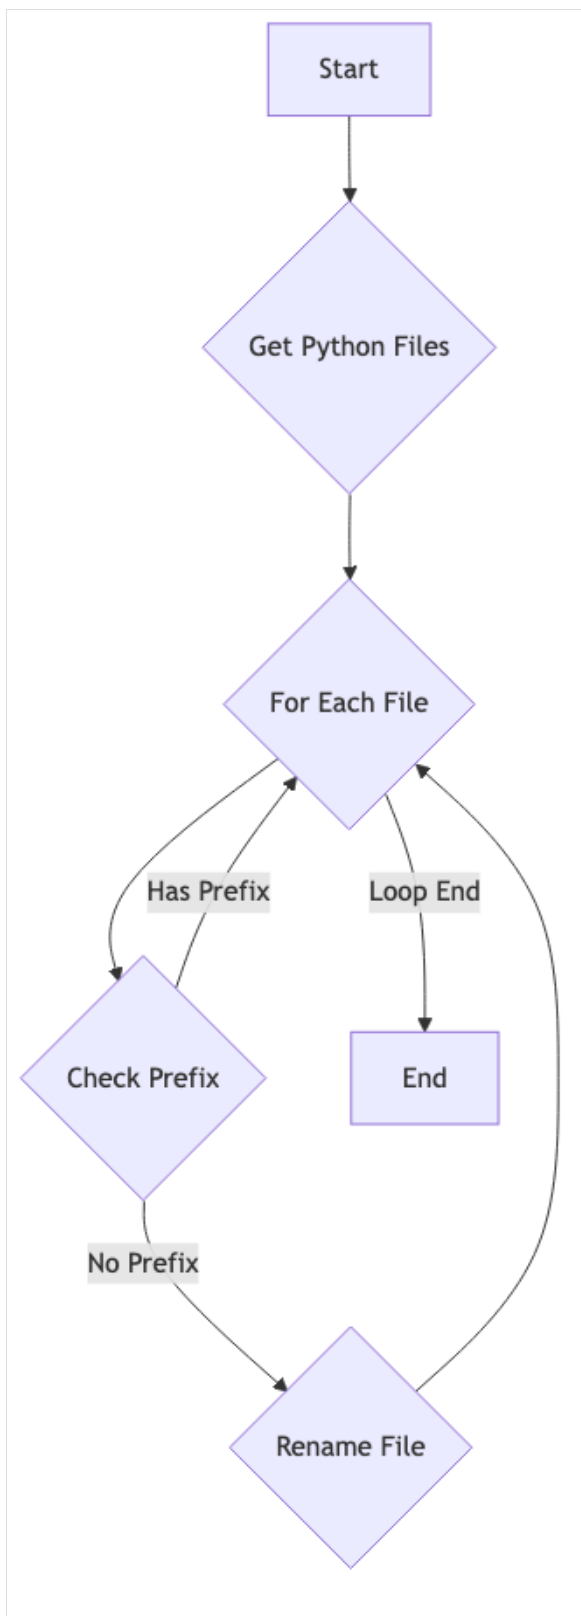 Start
Get Python Files
For Each File
Has Prefix
Loop End
Check Prefix
End
No Prefix
Rename File